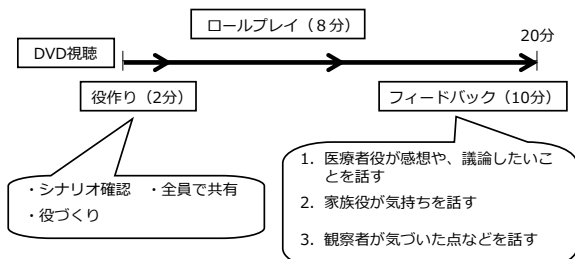 ロールプレイ（８分）
20分
DVD視聴
役作り（2分）
フィードバック（10分）
・シナリオ確認　・全員で共有
・役づくり
1. 医療者役が感想や、議論したいこ
とを話す
2. 家族役が気持ちを話す
3. 観察者が気づいた点などを話す